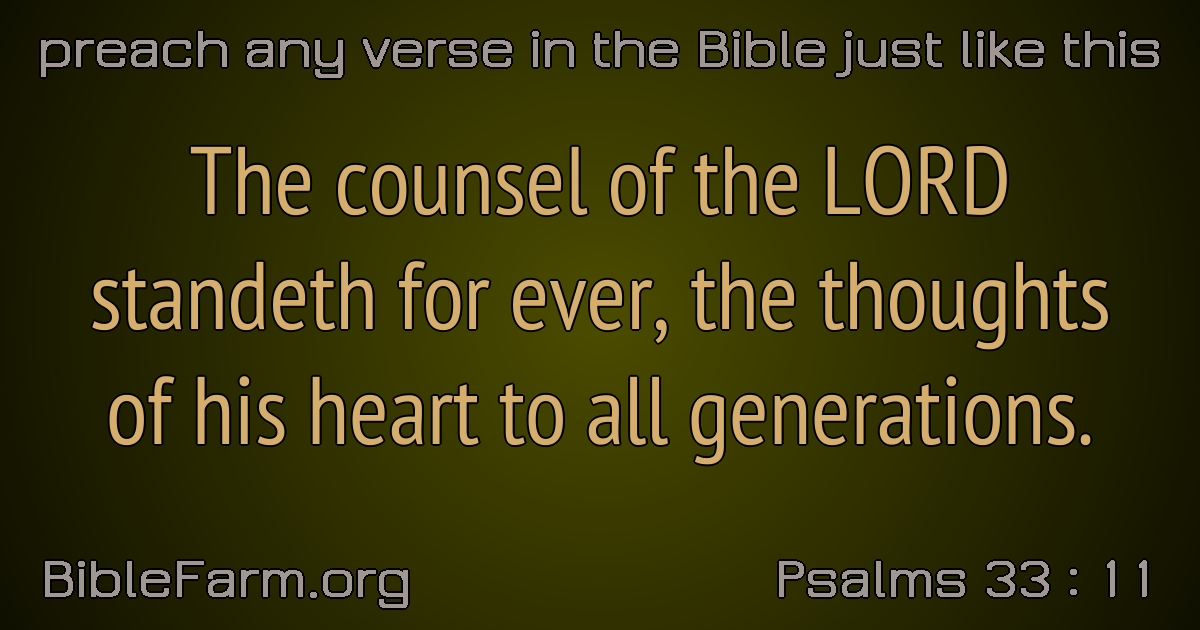 preach any verse in the Bible just like this
The counsel of the LORD
standeth for ever, the thoughts
of his heart to all generations.
BibleFarm.org
Psalms 33 : 11